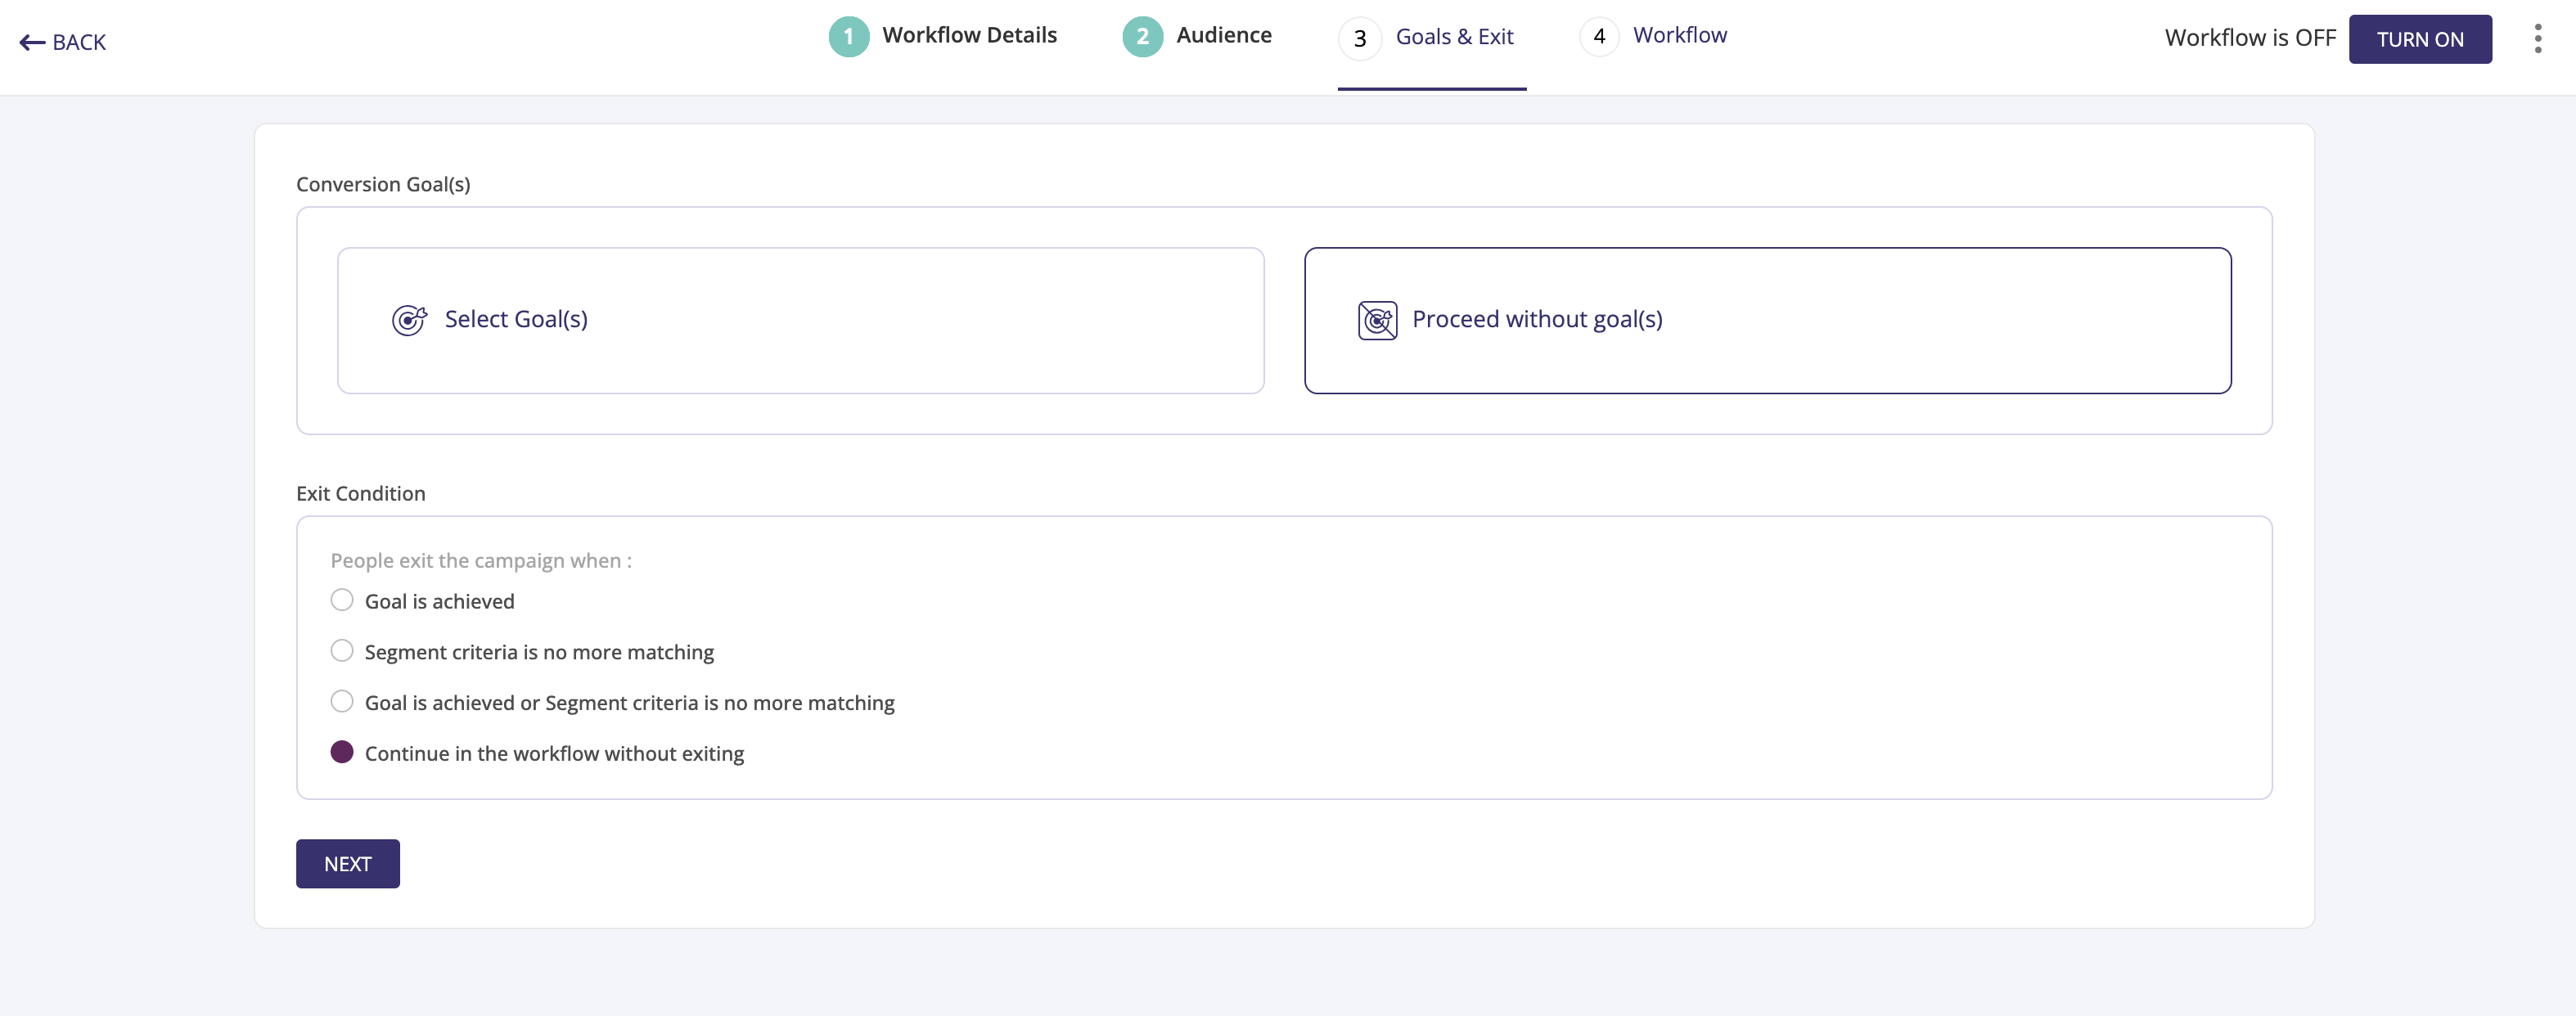 BACK
1 Workflow Details
2 Audience
3 Goals & Exit
4 Workflow
Workflow is OFF
TURN ON
Conversion Goal(s)
Select Goal(s)
Proceed without goal(s)
Exit Condition
People exit the campaign when :
Goal is achieved
Segment criteria is no more matching
Goal is achieved or Segment criteria is no more matching
Continue in the workflow without exiting
NEXT